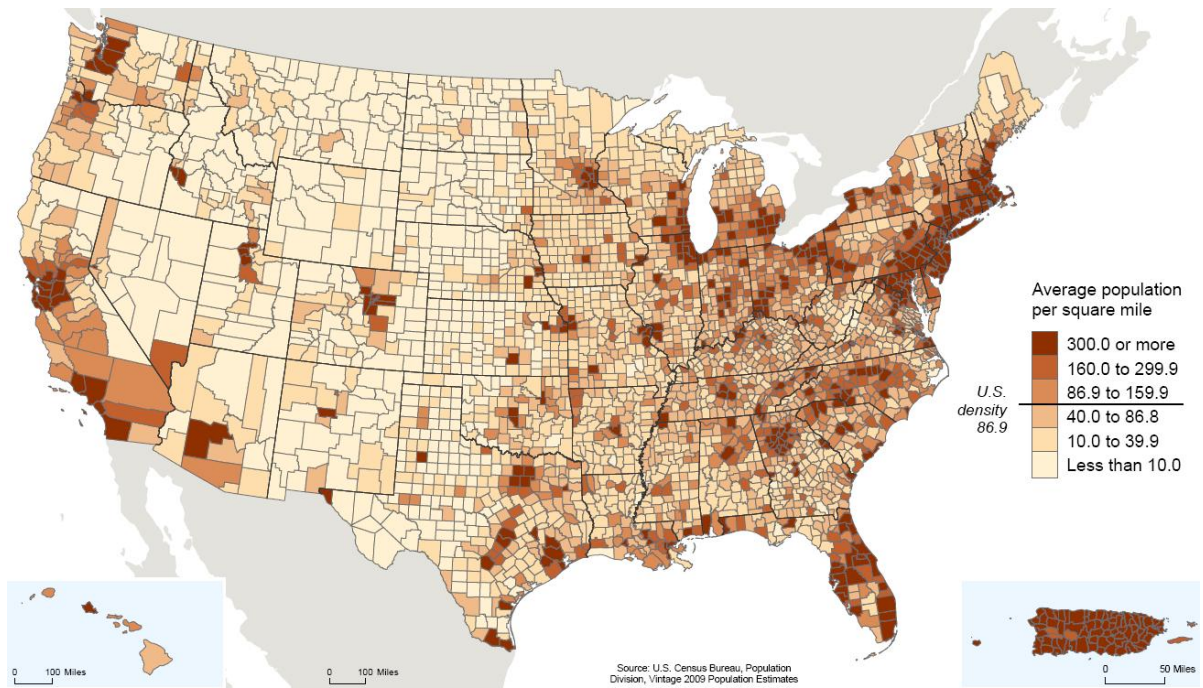 Average population
per square mile
300.0 or more
160.0 to 299.9
86.9 to 159.9
U.S.
density
86.9
40.0 to 86.8
10.0 to 39.9
Less than 10.0
0 100 Miles
0 100 Miles
Source: U.S. Census Bureau, Population
Division, Vintage 2009 Population Estimates
0 50 Miles